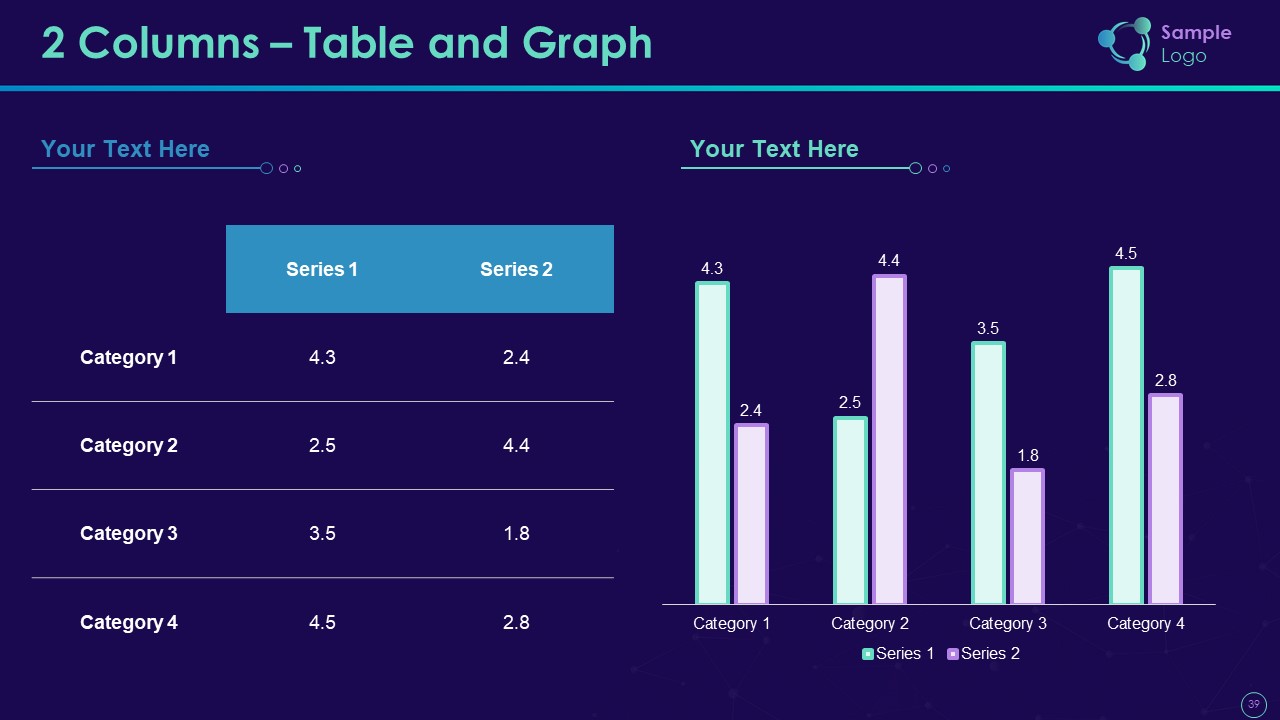 2 Columns – Table and Graph
Sample
Logo
Your Text Here
Series 1 Series 2
Category 1 4.3 2.4
Category 2 2.5 4.4
Category 3 3.5 1.8
Category 4 4.5 2.8
Your Text Here
4.3 2.4 2.5 4.4 3.5 1.8 4.5 2.8
Category 1 Category 2 Category 3 Category 4
Series 1 Series 2
39